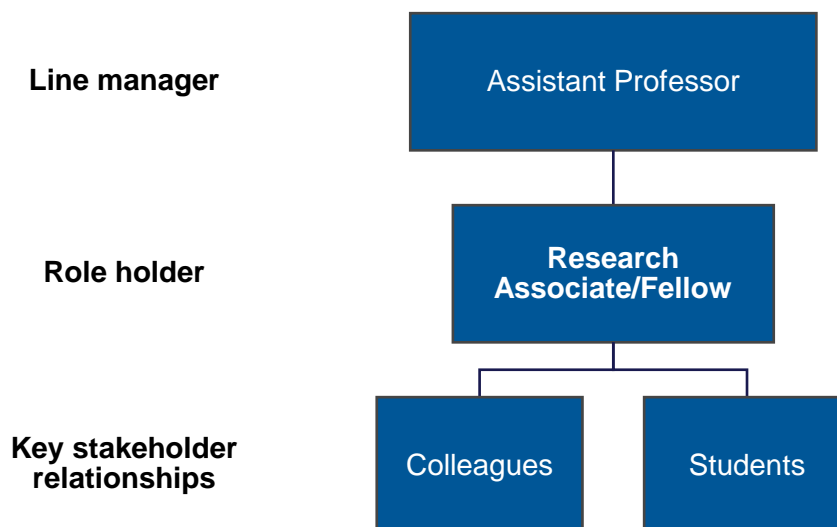 Line manager
Assistant Professor
Role holder
Research
Associate/Fellow
Key stakeholder
relationships
Colleagues
Students